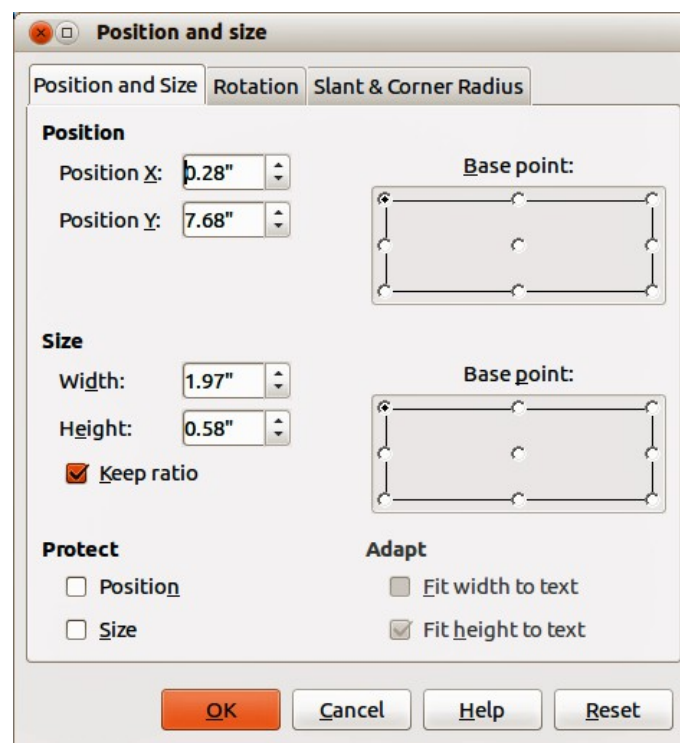 Position and size
Position and Size Rotation Slant & Corner Radius
Position
Position X: 0.28"
Base point:
Position Y: 7.68"
Size
Width: 1.97"
Base point:
Height: 0.58"
Keep ratio
Protect
Adapt
Position
Fit width to text
Size
Fit height to text
OK Cancel Help Reset